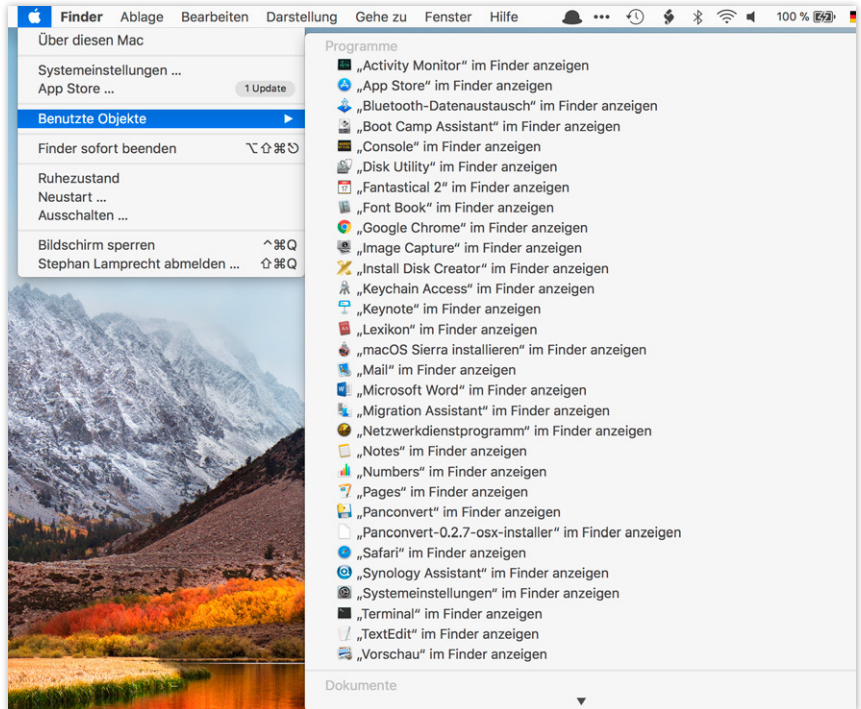 Finder Ablage Bearbeiten Darstellung Gehe zu Fenster Hilfe 100 %
Über diesen Mac
Systemeinstellungen ...
App Store ... 1 Update
Benutzte Objekte
Finder sofort beenden ⌥⇧⌘⎋
Ruhezustand
Neustart ...
Ausschalten ...
Bildschirm sperren ^⌘Q
Stephan Lamprecht abmelden ... ⇧⌘Q
Programme
„Activity Monitor“ im Finder anzeigen
„App Store“ im Finder anzeigen
„Bluetooth-Datenaustausch“ im Finder anzeigen
„Boot Camp Assistant“ im Finder anzeigen
„Console“ im Finder anzeigen
„Disk Utility“ im Finder anzeigen
„Fantastical 2“ im Finder anzeigen
„Font Book“ im Finder anzeigen
„Google Chrome“ im Finder anzeigen
„Image Capture“ im Finder anzeigen
„Install Disk Creator“ im Finder anzeigen
„Keychain Access“ im Finder anzeigen
„Keynote“ im Finder anzeigen
„Lexikon“ im Finder anzeigen
„macOS Sierra installieren“ im Finder anzeigen
„Mail“ im Finder anzeigen
„Microsoft Word“ im Finder anzeigen
„Migration Assistant“ im Finder anzeigen
„Netzwerkdienstprogramm“ im Finder anzeigen
„Notes“ im Finder anzeigen
„Numbers“ im Finder anzeigen
„Pages“ im Finder anzeigen
„Panconvert“ im Finder anzeigen
„Panconvert-0.2.7-osx-installer“ im Finder anzeigen
„Safari“ im Finder anzeigen
„Synology Assistant“ im Finder anzeigen
„Systemeinstellungen“ im Finder anzeigen
„Terminal“ im Finder anzeigen
„TextEdit“ im Finder anzeigen
„Vorschau“ im Finder anzeigen
Dokumente